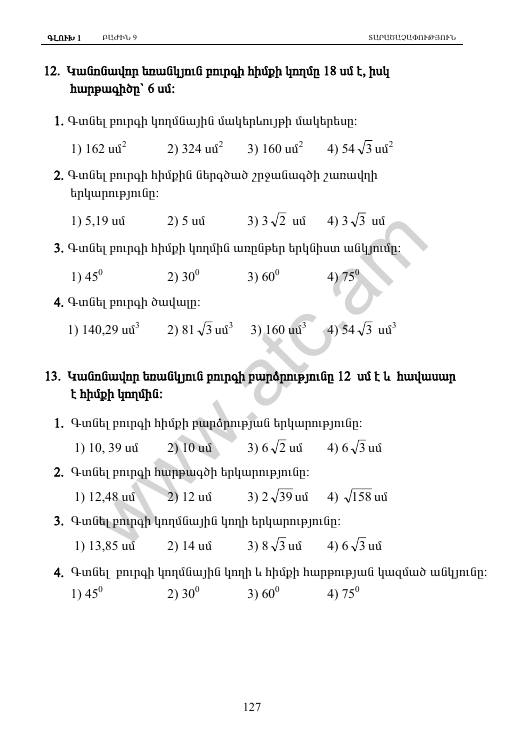 ԳԼՈՒԽ 1 ԲԱԺԻՆ 9 ՏԱՐԱԾԱՉԱՓՈՒԹՅՈՒՆ
12. Կանոնավոր եռանկյուն բուրգի հիմքի կողմը 18 սմ է, իսկ
հարթագիծը՝ 6 սմ:
1. Գտնել բուրգի կողմնային մակերևույթի մակերեսը:
1) 162 սմ² 2) 324 սմ² 3) 160 սմ² 4) 54√3 սմ²
2. Գտնել բուրգի հիմքին ներգծած շրջանագծի շառավղի
երկարությունը:
1) 5,19 սմ 2) 5 սմ 3) 3√2 սմ 4) 3√3 սմ
3. Գտնել բուրգի հիմքի կողմին առընթեր երկնիստ անկյունը:
1) 45⁰ 2) 30⁰ 3) 60⁰ 4) 75⁰
4. Գտնել բուրգի ծավալը:
1) 140,29 սմ³ 2) 81√3 սմ³ 3) 160 սմ³ 4) 54√3 սմ³
13. Կանոնավոր եռանկյուն բուրգի բարձրությունը 12 սմ է և հավասար
է հիմքի կողմին:
1. Գտնել բուրգի հիմքի բարձրության երկարությունը:
1) 10, 39 սմ 2) 10 սմ 3) 6√2 սմ 4) 6√3 սմ
2. Գտնել բուրգի հարթագծի երկարությունը:
1) 12,48 սմ 2) 12 սմ 3) 2√39 սմ 4) √158 սմ
3. Գտնել բուրգի կողմնային կողի երկարությունը:
1) 13,85 սմ 2) 14 սմ 3) 8√3 սմ 4) 6√3 սմ
4. Գտնել բուրգի կողմնային կողի և հիմքի հարթության կազմած անկյունը:
1) 45⁰ 2) 30⁰ 3) 60⁰ 4) 75⁰
www.atc.am
127